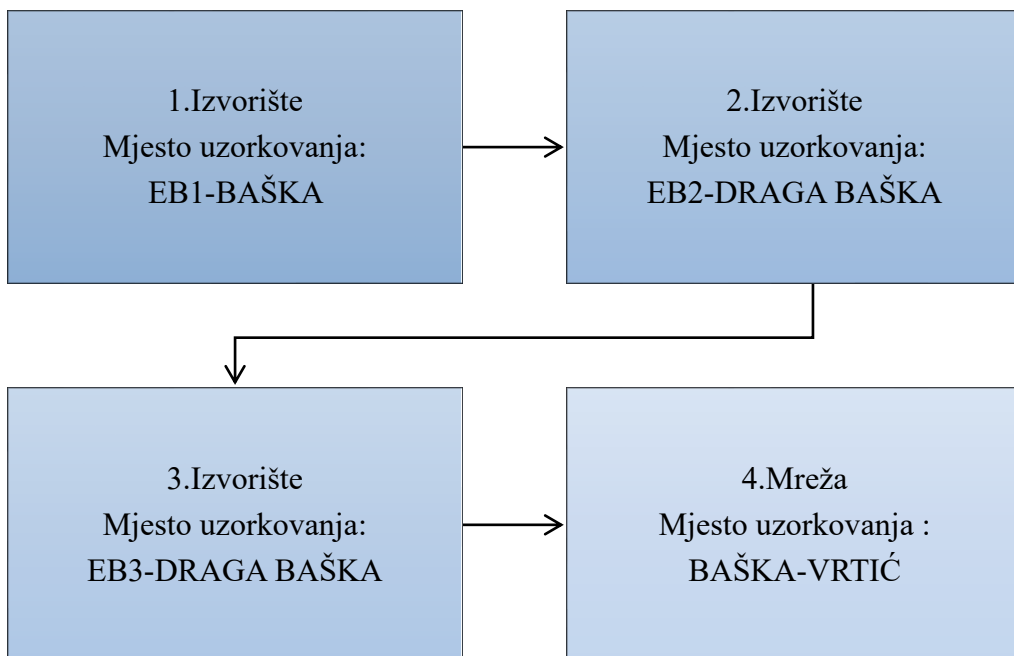 1.Izvorište
Mjesto uzorkovanja:
EB1-BAŠKA
2.Izvorište
Mjesto uzorkovanja:
EB2-DRAGA BAŠKA
3.Izvorište
Mjesto uzorkovanja:
EB3-DRAGA BAŠKA
4.Mreža
Mjesto uzorkovanja :
BAŠKA-VRTIĆ